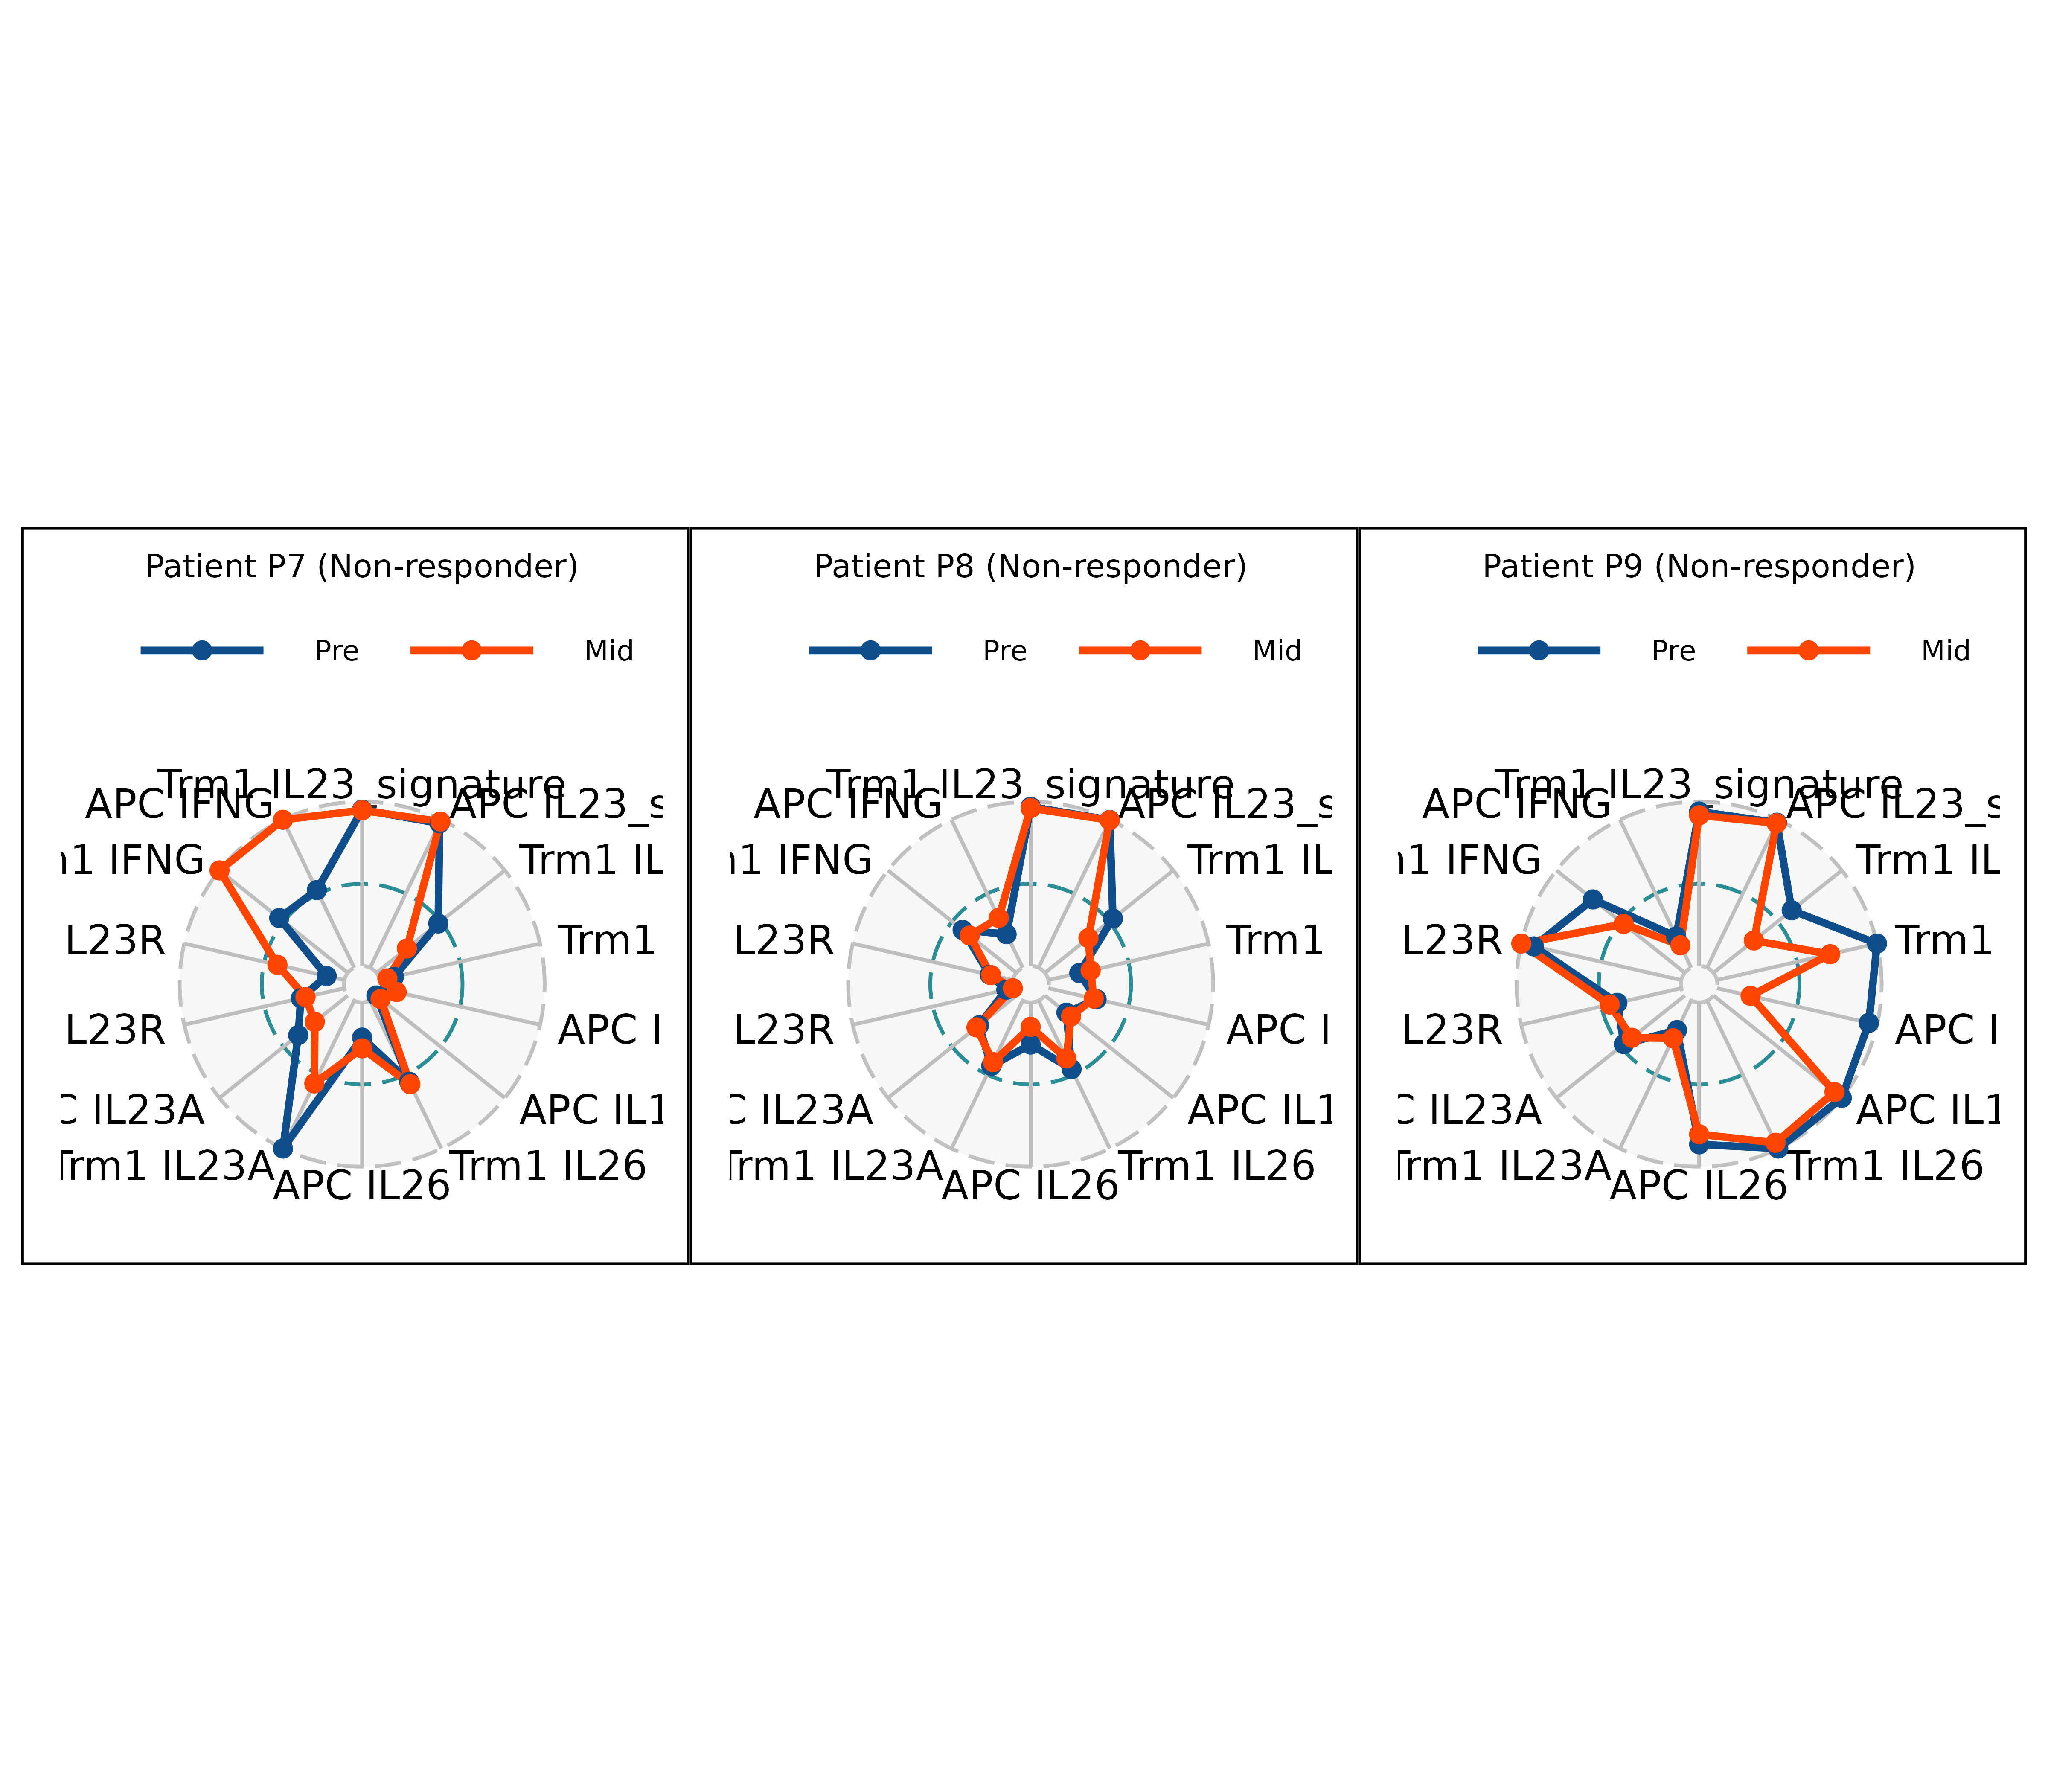 Patient P7 (Non-responder)
Pre
Mid
Trm1 IL23_signature
APC IFNG
APC IL23_s
n1 IFNG
Trm1 IL
L23R
Trm1
L23R
APC I
C IL23A
APC IL1
Trm1 IL23A
Trm1 IL26
APC IL26
Patient P8 (Non-responder)
Pre
Mid
Trm1 IL23_signature
APC IFNG
APC IL23_s
n1 IFNG
Trm1 IL
L23R
Trm1
L23R
APC I
C IL23A
APC IL1
Trm1 IL23A
Trm1 IL26
APC IL26
Patient P9 (Non-responder)
Pre
Mid
Trm1 IL23_signature
APC IFNG
APC IL23_s
n1 IFNG
Trm1 IL
L23R
Trm1
L23R
APC I
C IL23A
APC IL1
Trm1 IL23A
Trm1 IL26
APC IL26